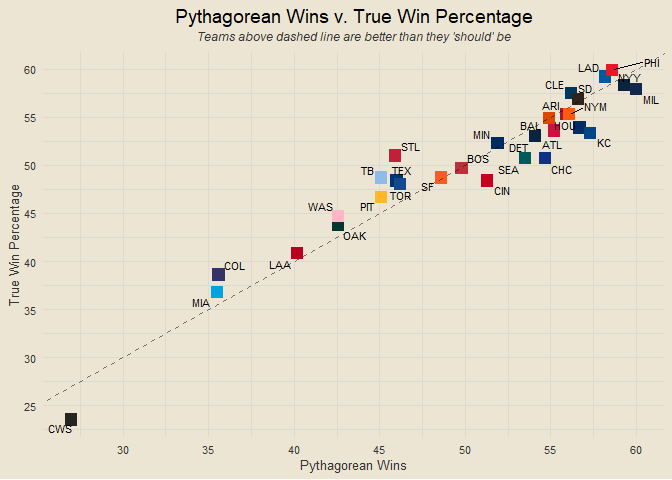 Pythagorean Wins v. True Win Percentage
Teams above dashed line are better than they 'should' be
True Win Percentage
60
55
50
45
40
35
30
25
LAD
PHI
NYY
CLE
SD
MIL
ARI
NYM
BAL
HOU
KC
MIN
DET
ATL
STL
BOS
SEA
CHC
TB
TEX
SF
CIN
TOR
PIT
WAS
OAK
LAA
COL
MIA
CWS
30
35
40
45
50
55
60
Pythagorean Wins